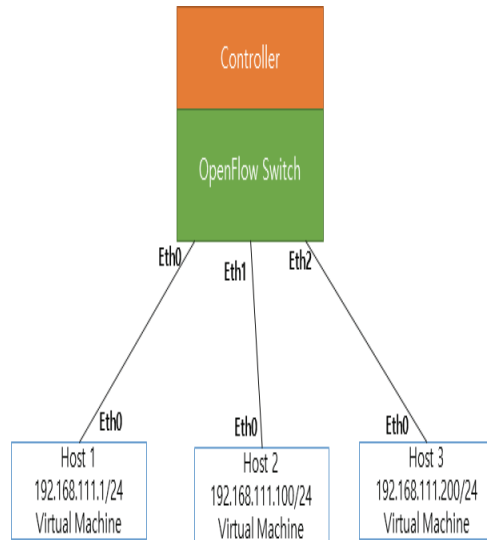 Controller
OpenFlow Switch
Eth0
Eth1
Eth2
Eth0
Eth0
Eth0
Host 1
192.168.111.1/24
Virtual Machine
Host 2
192.168.111.100/24
Virtual Machine
Host 3
192.168.111.200/24
Virtual Machine